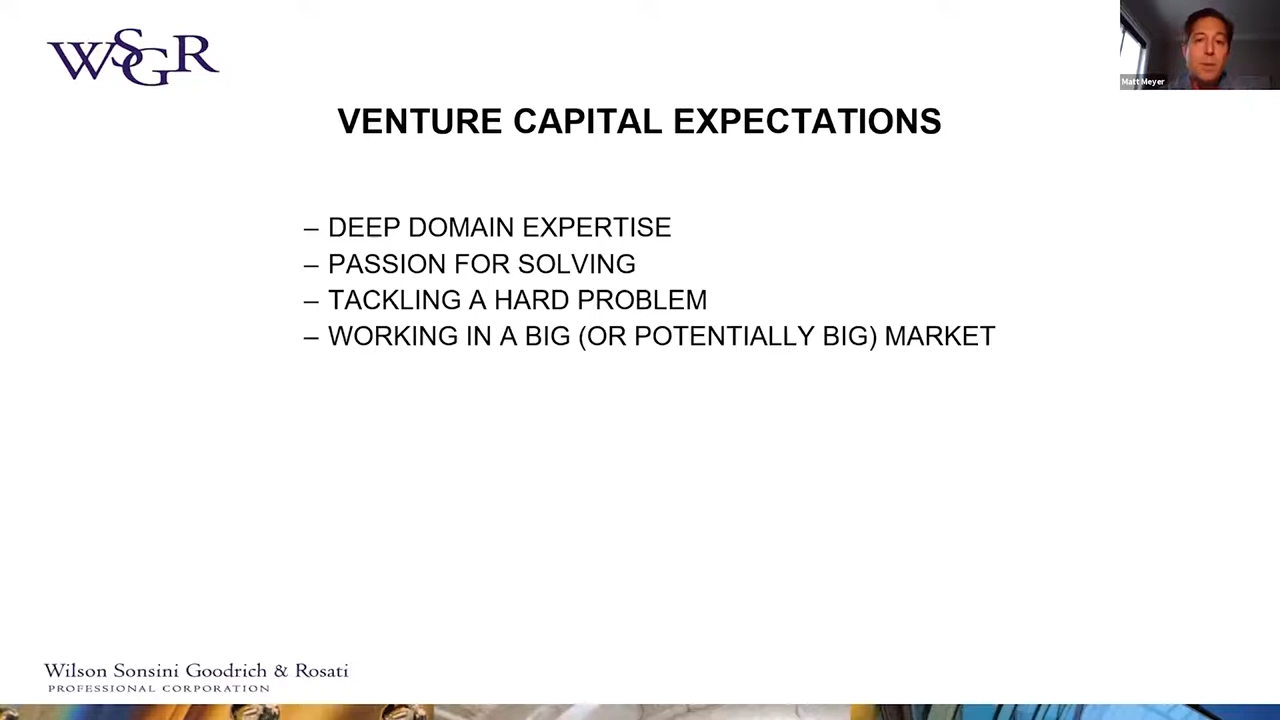 WSGR
Matt Meyer
VENTURE CAPITAL EXPECTATIONS
– DEEP DOMAIN EXPERTISE
– PASSION FOR SOLVING
– TACKLING A HARD PROBLEM
– WORKING IN A BIG (OR POTENTIALLY BIG) MARKET
Wilson Sonsini Goodrich & Rosati
PROFESSIONAL CORPORATION